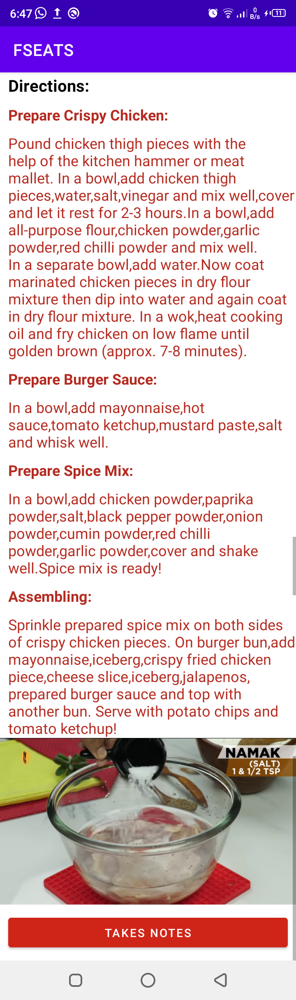 6:47
0
B/s
11
FSEATS
Directions:
Prepare Crispy Chicken:
Pound chicken thigh pieces with the
help of the kitchen hammer or meat
mallet. In a bowl,add chicken thigh
pieces,water,salt,vinegar and mix well,cover
and let it rest for 2-3 hours.In a bowl,add
all-purpose flour,chicken powder,garlic
powder,red chilli powder and mix well.
In a separate bowl,add water.Now coat
marinated chicken pieces in dry flour
mixture then dip into water and again coat
in dry flour mixture. In a wok,heat cooking
oil and fry chicken on low flame until
golden brown (approx. 7-8 minutes).
Prepare Burger Sauce:
In a bowl,add mayonnaise,hot
sauce,tomato ketchup,mustard paste,salt
and whisk well.
Prepare Spice Mix:
In a bowl,add chicken powder,paprika
powder,salt,black pepper powder,onion
powder,cumin powder,red chilli
powder,garlic powder,cover and shake
well.Spice mix is ready!
Assembling:
Sprinkle prepared spice mix on both sides
of crispy chicken pieces. On burger bun,add
mayonnaise,iceberg,crispy fried chicken
piece,cheese slice,iceberg,jalapenos,
prepared burger sauce and top with
another bun. Serve with potato chips and
tomato ketchup!
NAMAK
(SALT)
1 & 1/2 TSP
TAKES NOTES